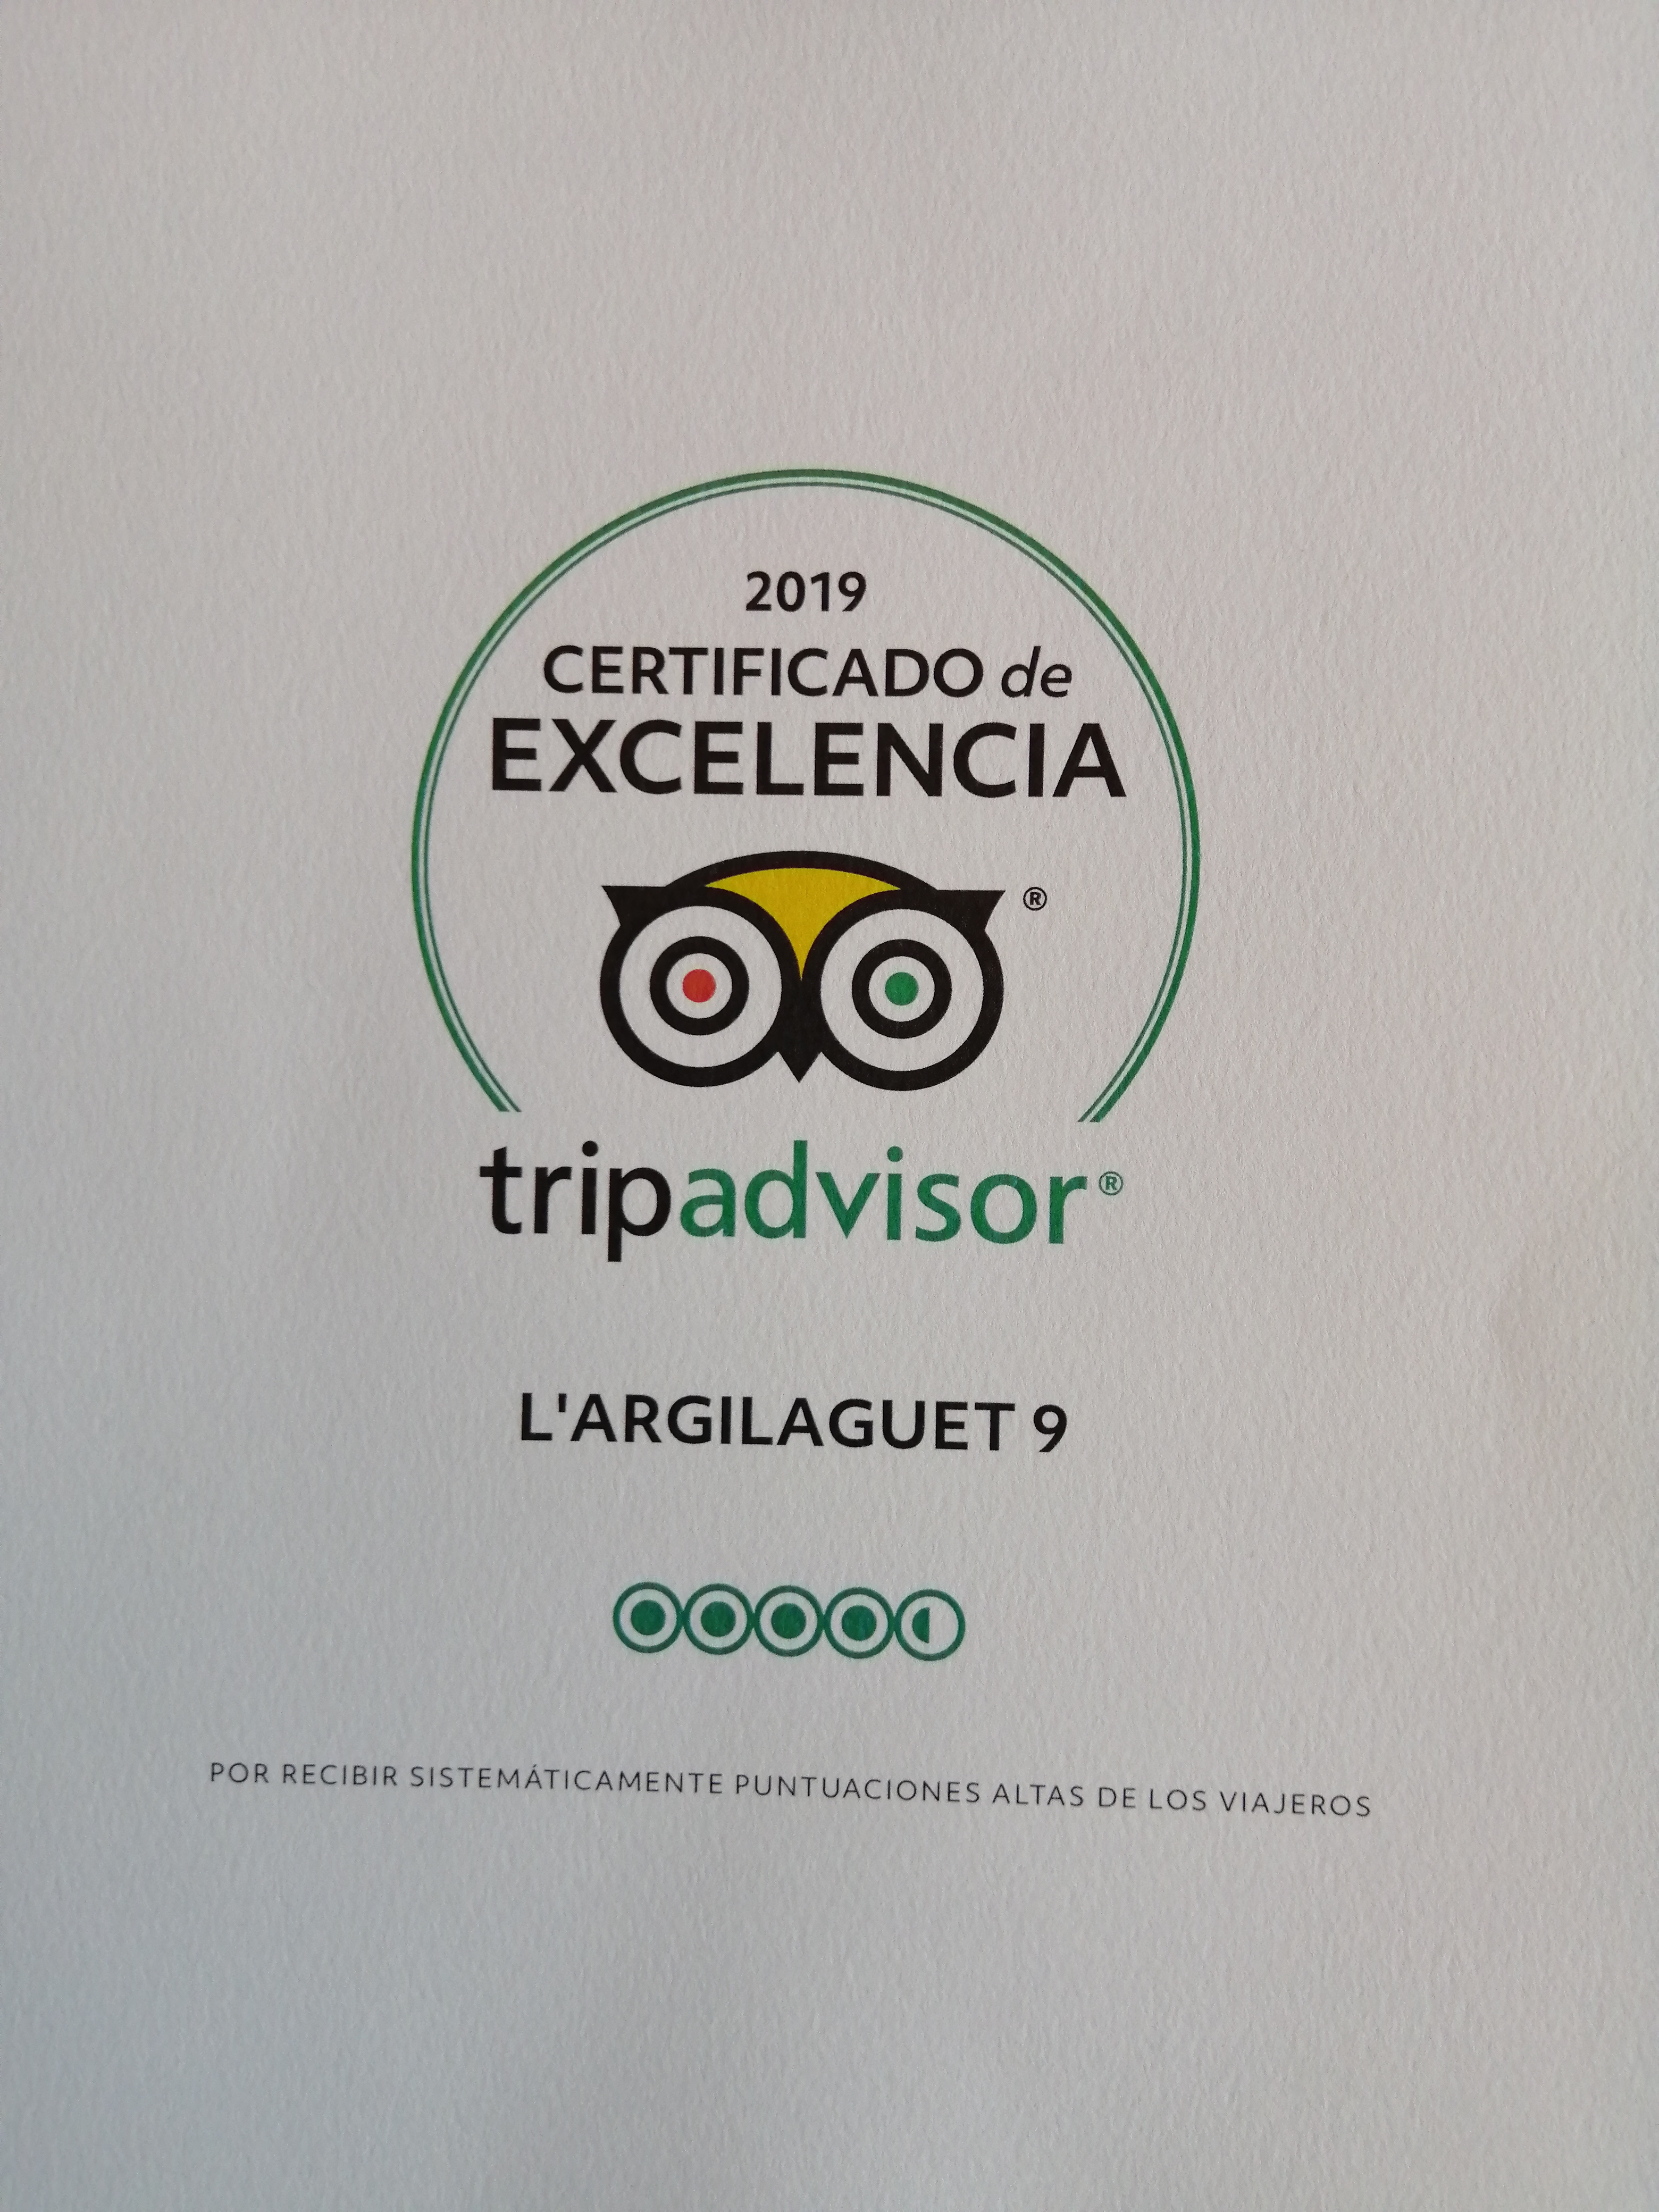 2019
CERTIFICADO de
EXCELENCIA
®
tripadvisor®
L'ARGILAGUET 9
POR RECIBIR SISTEMÁTICAMENTE PUNTUACIONES ALTAS DE LOS VIAJEROS